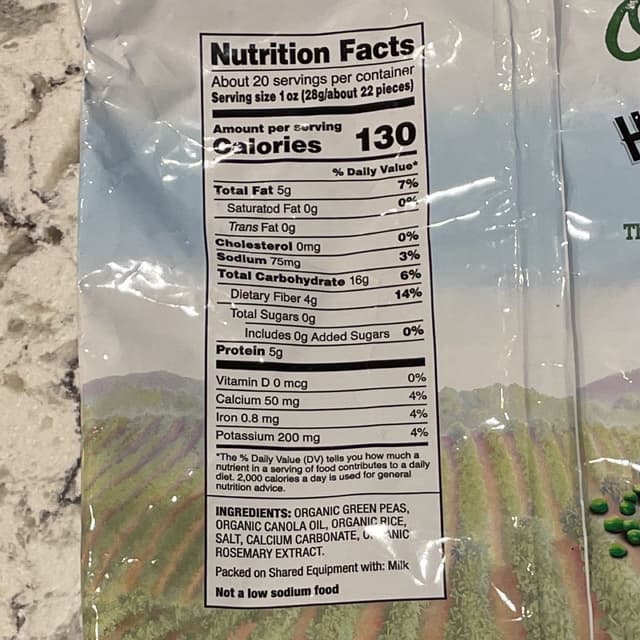 Nutrition Facts
About 20 servings per container
Serving size 1 oz (28g/about 22 pieces)
Amount per serving
Calories 130
% Daily Value*
Total Fat 5g 7%
Saturated Fat 0g 0%
Trans Fat 0g
Cholesterol 0mg 0%
Sodium 75mg 3%
Total Carbohydrate 16g 6%
Dietary Fiber 4g 14%
Total Sugars 0g
Includes 0g Added Sugars 0%
Protein 5g
Vitamin D 0 mcg 0%
Calcium 50 mg 4%
Iron 0.8 mg 4%
Potassium 200 mg 4%
*The % Daily Value (DV) tells you how much a
nutrient in a serving of food contributes to a daily
diet. 2,000 calories a day is used for general
nutrition advice.
INGREDIENTS: ORGANIC GREEN PEAS,
ORGANIC CANOLA OIL, ORGANIC RICE,
SALT, CALCIUM CARBONATE, ORGANIC
ROSEMARY EXTRACT.
Packed on Shared Equipment with: Milk
Not a low sodium food